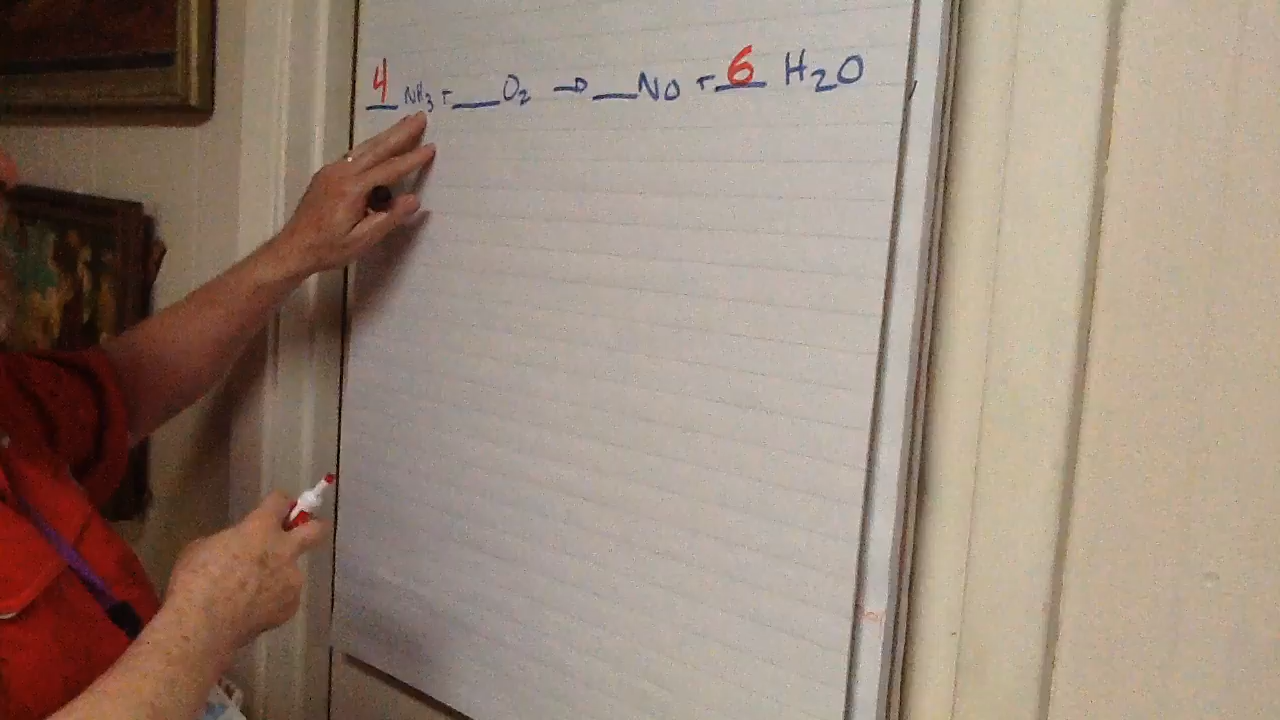 4 NH3 + __ O2 → __ No + 6 H2O